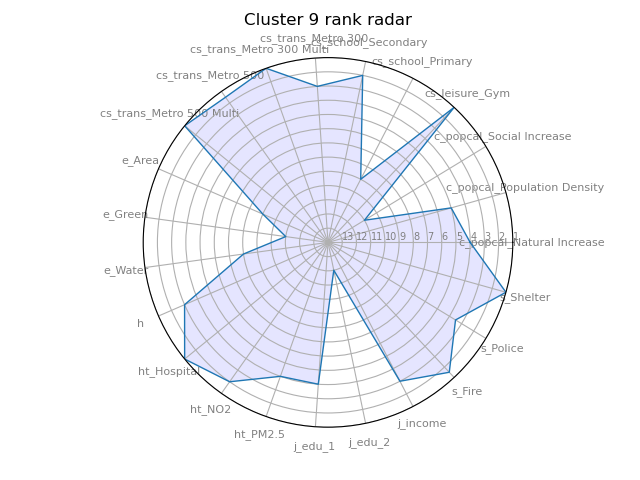 Cluster 9 rank radar
cs_trans_Metro 300
cs_school_Secondary
cs_trans_Metro 300 Multi
cs_school_Primary
cs_trans_Metro 500
cs_leisure_Gym
cs_trans_Metro 500 Multi
c_popcal_Social Increase
e_Area
c_popcal_Population Density
e_Green
13 12 11 10 9 8 7 6 5 4 3 2 1
c_popcal_Natural Increase
e_Water
s_Shelter
h
s_Police
ht_Hospital
s_Fire
ht_NO2
j_income
ht_PM2.5
j_edu_2
j_edu_1